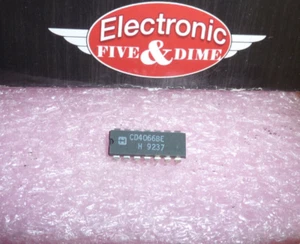 Electronic
FIVE & DIME
CD4066BE
H 9237